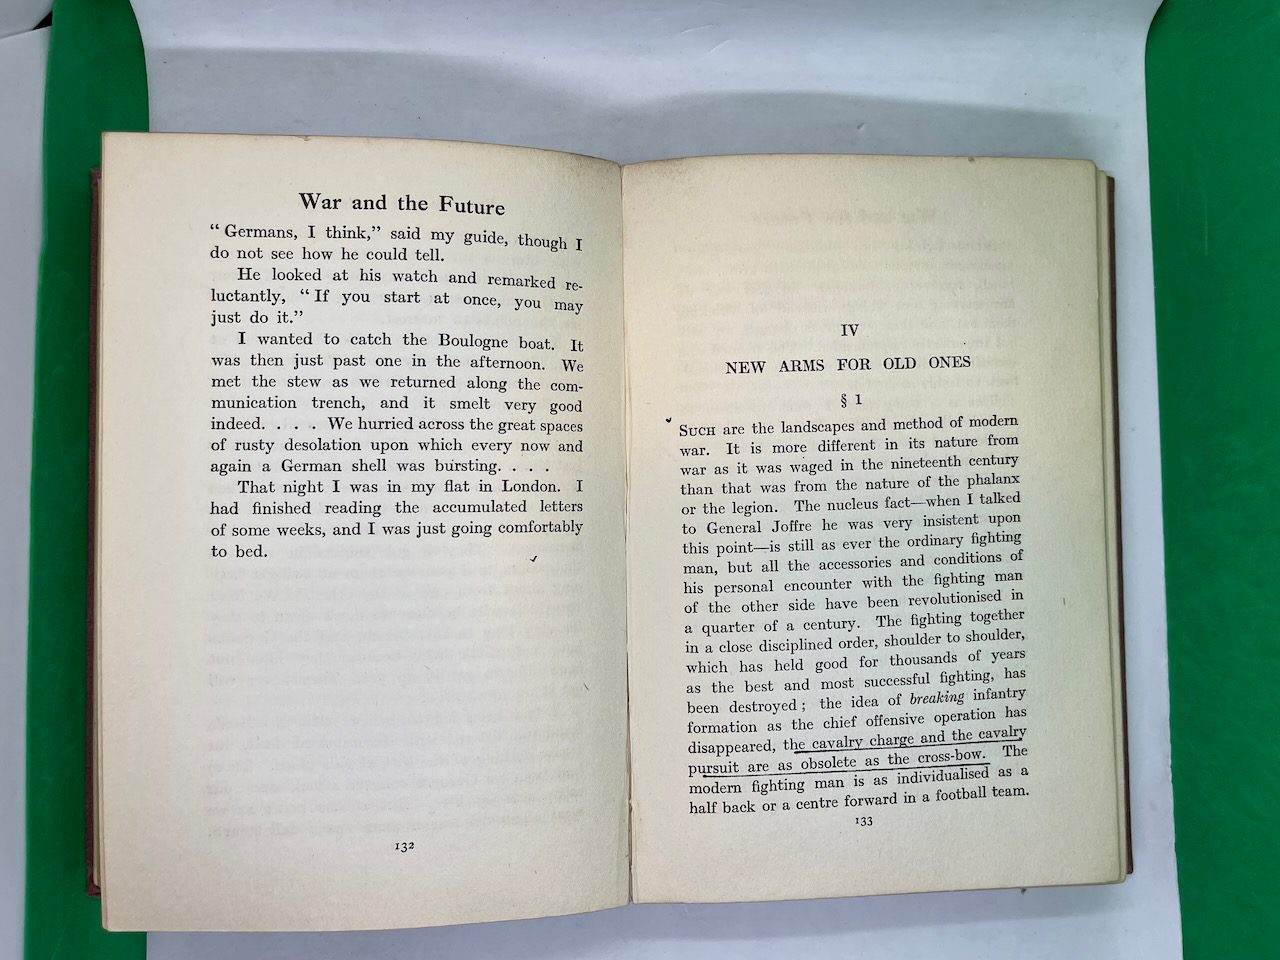 War and the Future
“Germans, I think,” said my guide, though I
do not see how he could tell.
He looked at his watch and remarked re-
luctantly, “If you start at once, you may
just do it.”
I wanted to catch the Boulogne boat. It
was then just past one in the afternoon. We
met the stew as we returned along the com-
munication trench, and it smelt very good
indeed. . . . We hurried across the great spaces
of rusty desolation upon which every now and
again a German shell was bursting. . . .
That night I was in my flat in London. I
had finished reading the accumulated letters
of some weeks, and I was just going comfortably
to bed.
132
IV
NEW ARMS FOR OLD ONES
§ 1
SUCH are the landscapes and method of modern
war. It is more different in its nature from
war as it was waged in the nineteenth century
than that was from the nature of the phalanx
or the legion. The nucleus fact—when I talked
to General Joffre he was very insistent upon
this point—is still as ever the ordinary fighting
man, but all the accessories and conditions of
his personal encounter with the fighting man
of the other side have been revolutionised in
a quarter of a century. The fighting together
in a close disciplined order, shoulder to shoulder,
which has held good for thousands of years
as the best and most successful fighting, has
been destroyed; the idea of breaking infantry
formation as the chief offensive operation has
disappeared, the cavalry charge and the cavalry
pursuit are as obsolete as the cross-bow. The
modern fighting man is as individualised as a
half back or a centre forward in a football team.
133